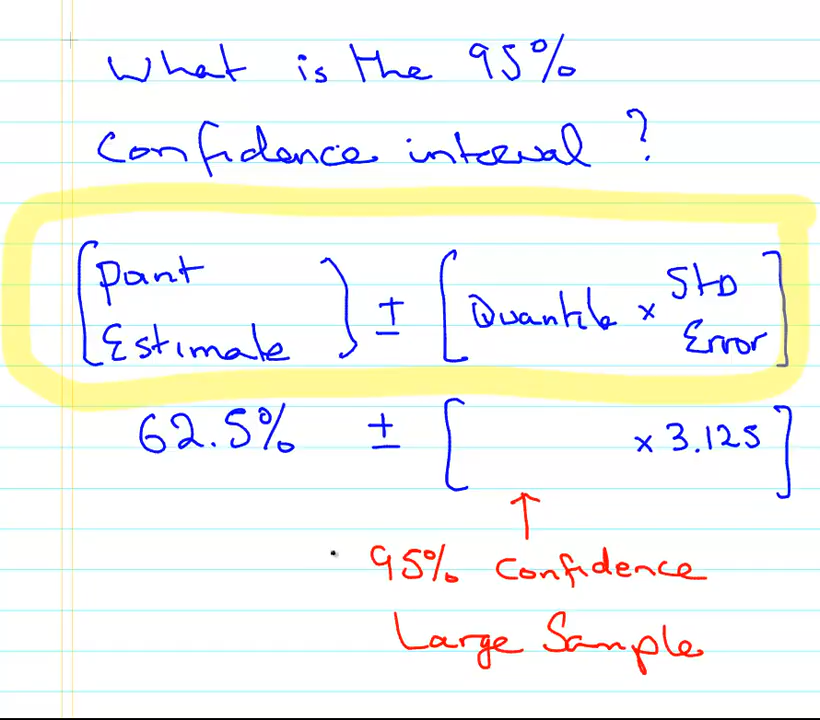 What is the 95%
Confidence interval ?
[Point Estimate] ± [Quantile × Std Error]
62.5% ± [ × 3.125]
↑
95% Confidence
Large Sample